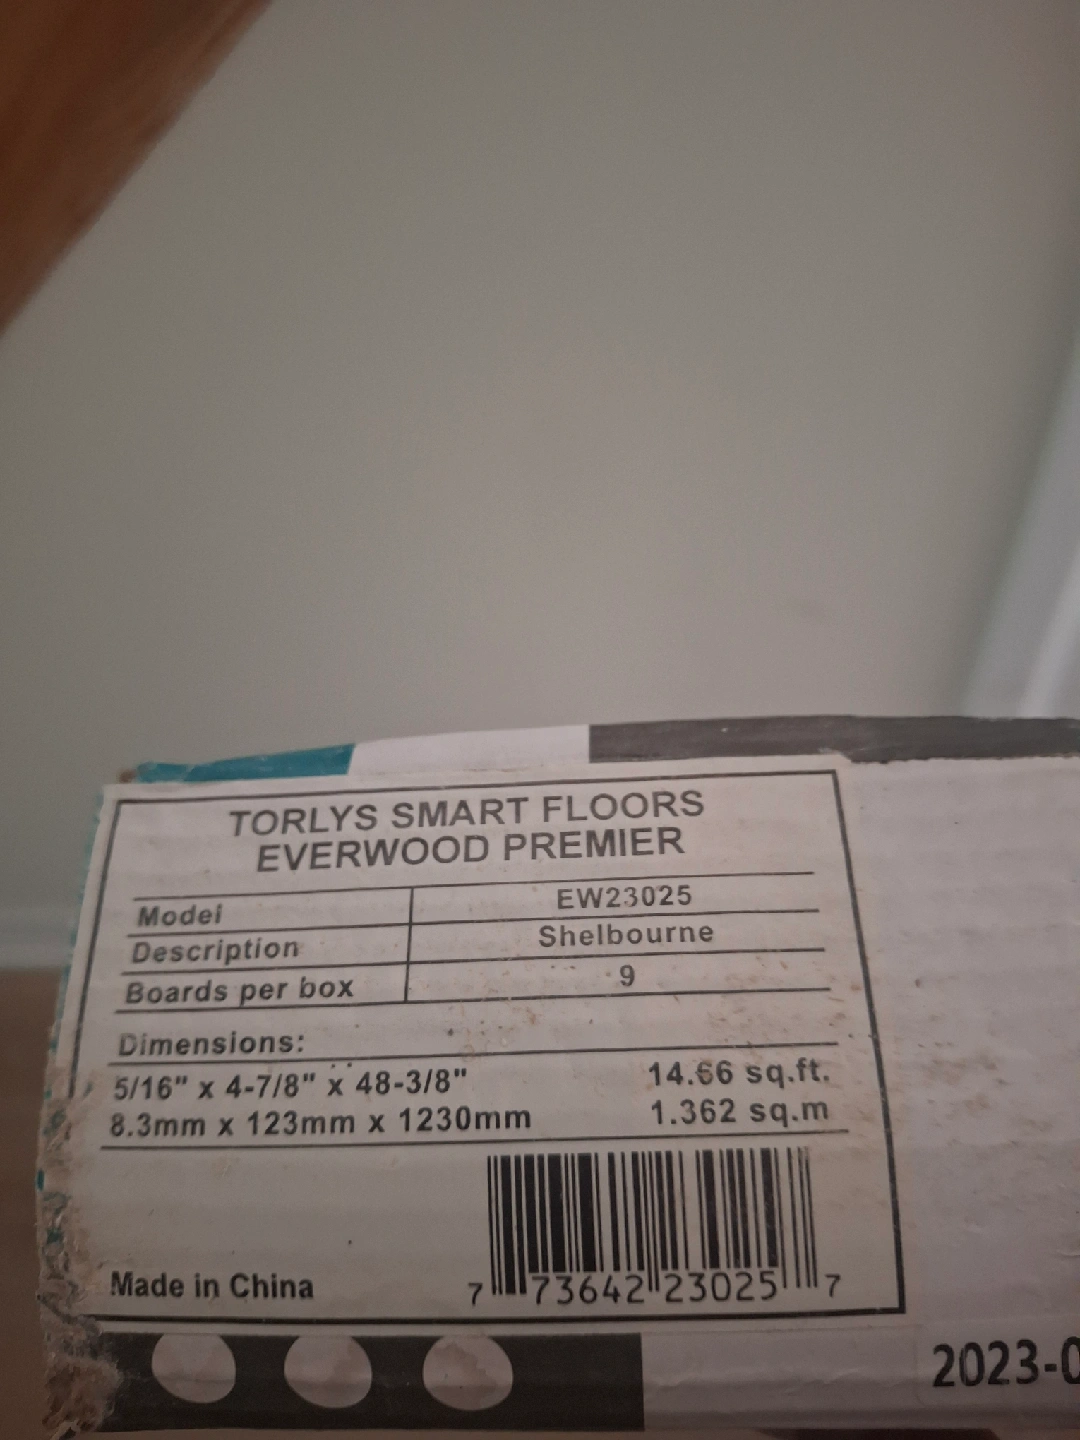 TORLYS SMART FLOORS
EVERWOOD PREMIER
Model EW23025
Description Shelbourne
Boards per box 9
Dimensions:
5/16" x 4-7/8" x 48-3/8" 14.66 sq.ft.
8.3mm x 123mm x 1230mm 1.362 sq.m
Made in China
7 73642 23025 7
2023-0